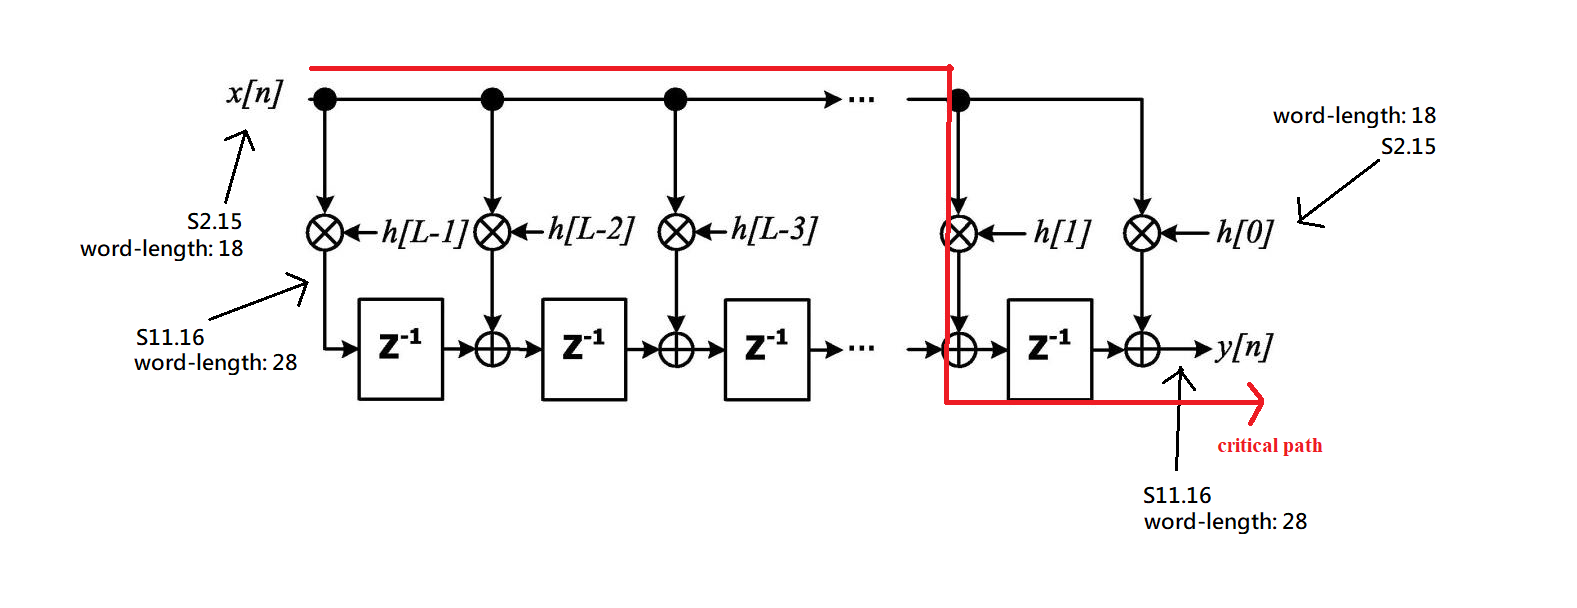 x[n]
...
word-length: 18
S2.15
S2.15
word-length: 18
h[L-1]
h[L-2]
h[L-3]
h[1]
h[0]
S11.16
word-length: 28
z-1
z-1
z-1
...
z-1
y[n]
critical path
S11.16
word-length: 28